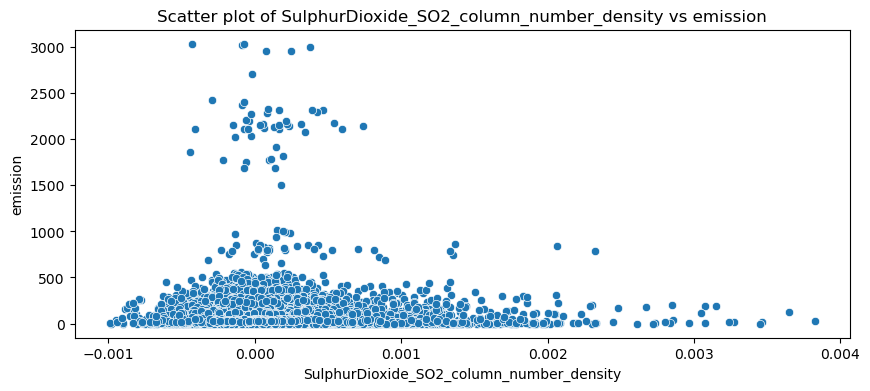 Scatter plot of SulphurDioxide_SO2_column_number_density vs emission
3000
2500
2000
1500
1000
500
0
emission
−0.001 0.000 0.001 0.002 0.003 0.004
SulphurDioxide_SO2_column_number_density